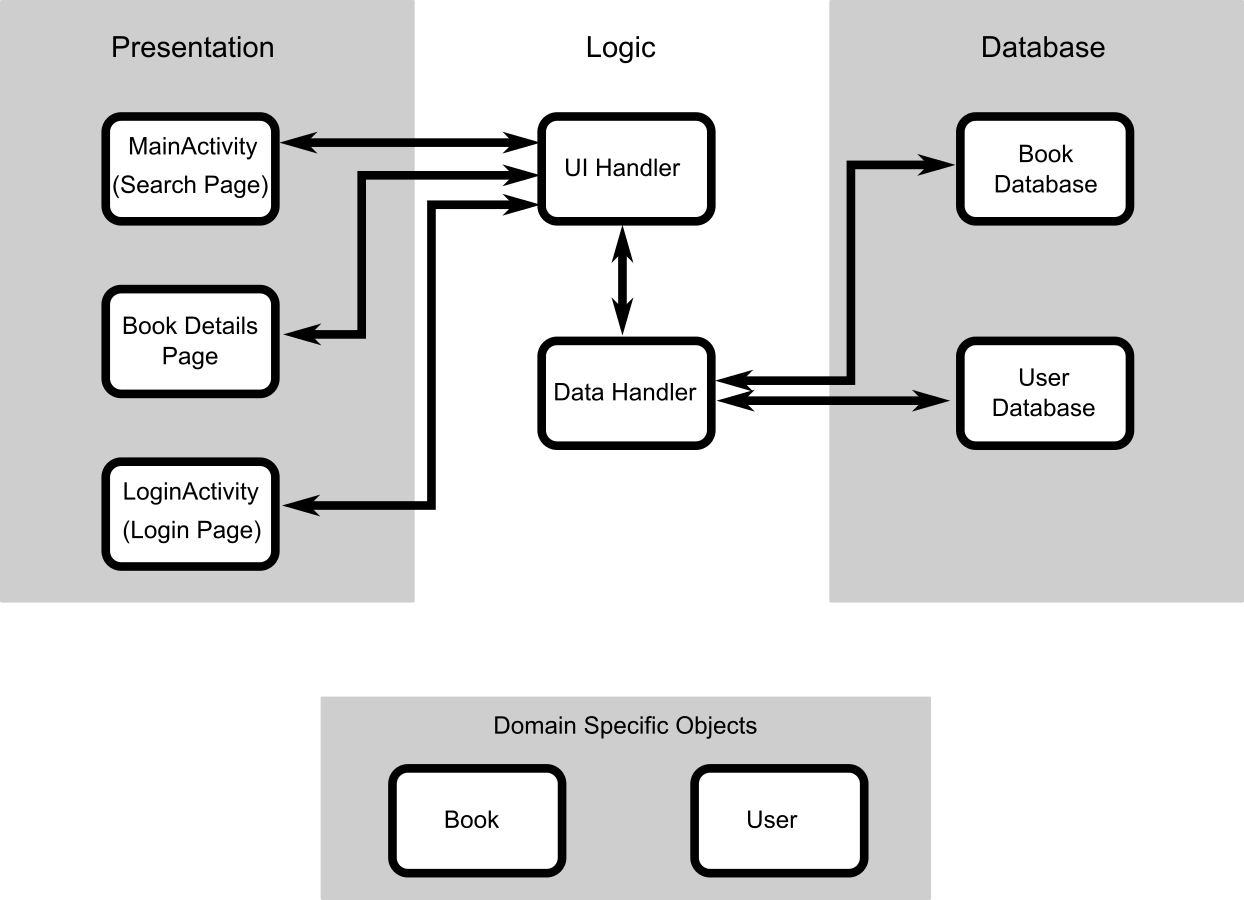 Presentation
Logic
Database
MainActivity
(Search Page)
UI Handler
Book
Database
Book Details
Page
Data Handler
User
Database
LoginActivity
(Login Page)
Domain Specific Objects
Book
User